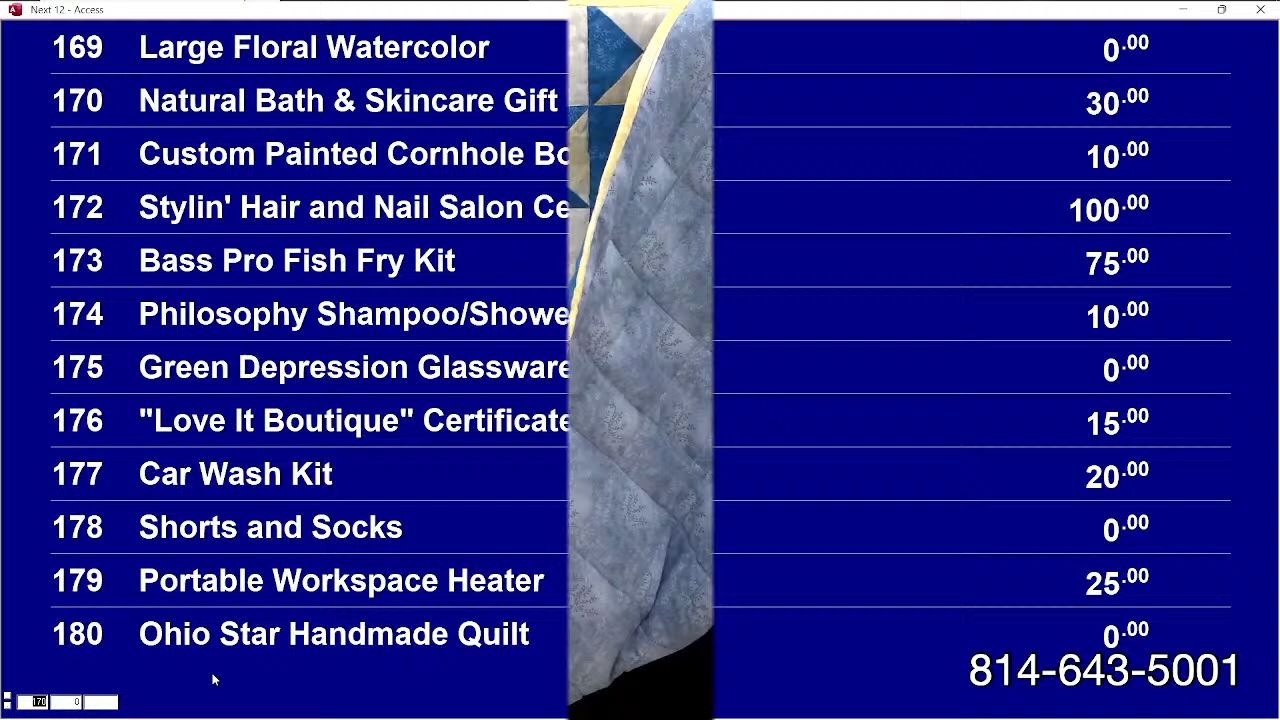 Next 12 - Access
169 Large Floral Watercolor 0.00
170 Natural Bath & Skincare Gift 30.00
171 Custom Painted Cornhole Bo 10.00
172 Stylin' Hair and Nail Salon Ce 100.00
173 Bass Pro Fish Fry Kit 75.00
174 Philosophy Shampoo/Showe 10.00
175 Green Depression Glassware 0.00
176 "Love It Boutique" Certificate 15.00
177 Car Wash Kit 20.00
178 Shorts and Socks 0.00
179 Portable Workspace Heater 25.00
180 Ohio Star Handmade Quilt 0.00
814-643-5001
170 0